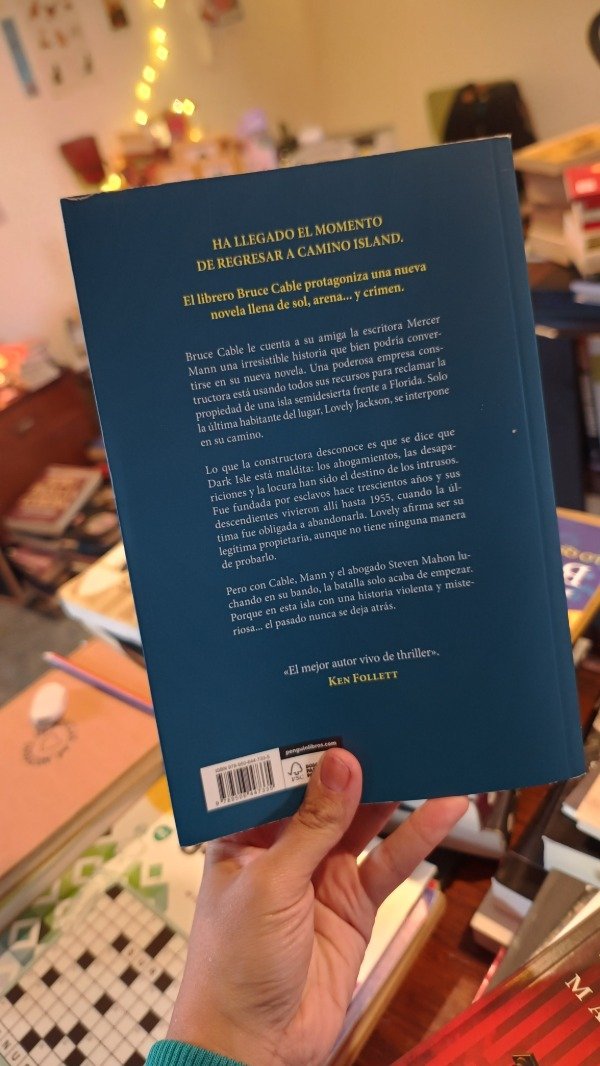 HA LLEGADO EL MOMENTO
DE REGRESAR A CAMINO ISLAND.
El librero Bruce Cable protagoniza una nueva
novela llena de sol, arena... y crimen.
Bruce Cable le cuenta a su amiga la escritora Mercer
Mann una irresistible historia que bien podría conver-
tirse en su nueva novela. Una poderosa empresa cons-
tructora está usando todos sus recursos para reclamar la
propiedad de una isla semidesierta frente a Florida. Solo
la última habitante del lugar, Lovely Jackson, se interpone
en su camino.
Lo que la constructora desconoce es que se dice que
Dark Isle está maldita: los ahogamientos, las desapa-
riciones y la locura han sido el destino de los intrusos.
Fue fundada por esclavos hace trescientos años y sus
descendientes vivieron allí hasta 1955, cuando la úl-
tima fue obligada a abandonarla. Lovely afirma ser su
legítima propietaria, aunque no tiene ninguna manera
de probarlo.
Pero con Cable, Mann y el abogado Steven Mahon lu-
chando en su bando, la batalla solo acaba de empezar.
Porque en esta isla con una historia violenta y miste-
riosa... el pasado nunca se deja atrás.
«El mejor autor vivo de thriller».
KEN FOLLETT
penguinlibros.com
ISBN
FSC
MA